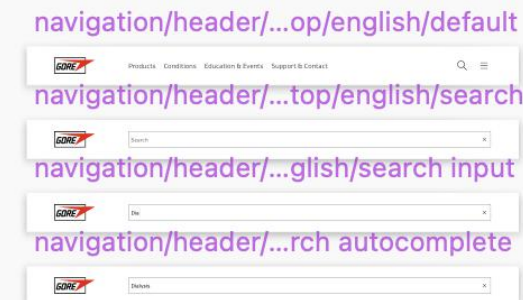 navigation/header/...op/english/default
GORE Products Conditions Education & Events Support & Contact
navigation/header/...top/english/search
GORE Search ×
navigation/header/...glish/search input
GORE Dia ×
navigation/header/...rch autocomplete
GORE Dialysis ×